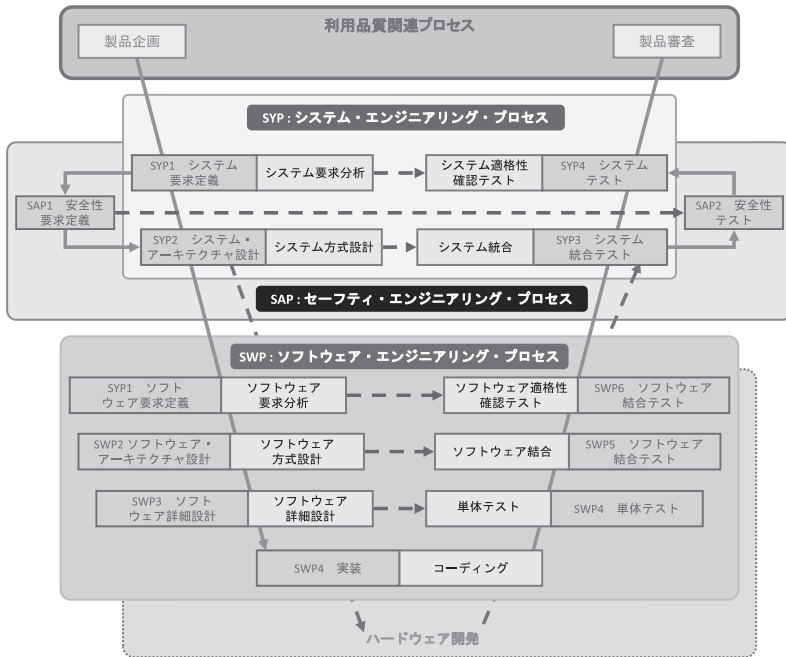 利用品質関連プロセス
製品企画
製品審査
SYP : システム・エンジニアリング・プロセス
SYP1 システム
要求定義
システム要求分析
システム適格性
確認テスト
SYP4 システム
テスト
SAP1 安全性
要求定義
SAP2 安全性
テスト
SYP2 システム・
アーキテクチャ設計
システム方式設計
システム統合
SYP3 システム
統合テスト
SAP : セーフティ・エンジニアリング・プロセス
SWP : ソフトウェア・エンジニアリング・プロセス
SYP1 ソフト
ウェア要求定義
ソフトウェア
要求分析
ソフトウェア適格性
確認テスト
SWP6 ソフトウェア
結合テスト
SWP2 ソフトウェア・
アーキテクチャ設計
ソフトウェア
方式設計
ソフトウェア結合
SWP5 ソフトウェア
結合テスト
SWP3 ソフト
ウェア詳細設計
ソフトウェア
詳細設計
単体テスト
SWP4 単体テスト
SWP4 実装
コーディング
ハードウェア開発